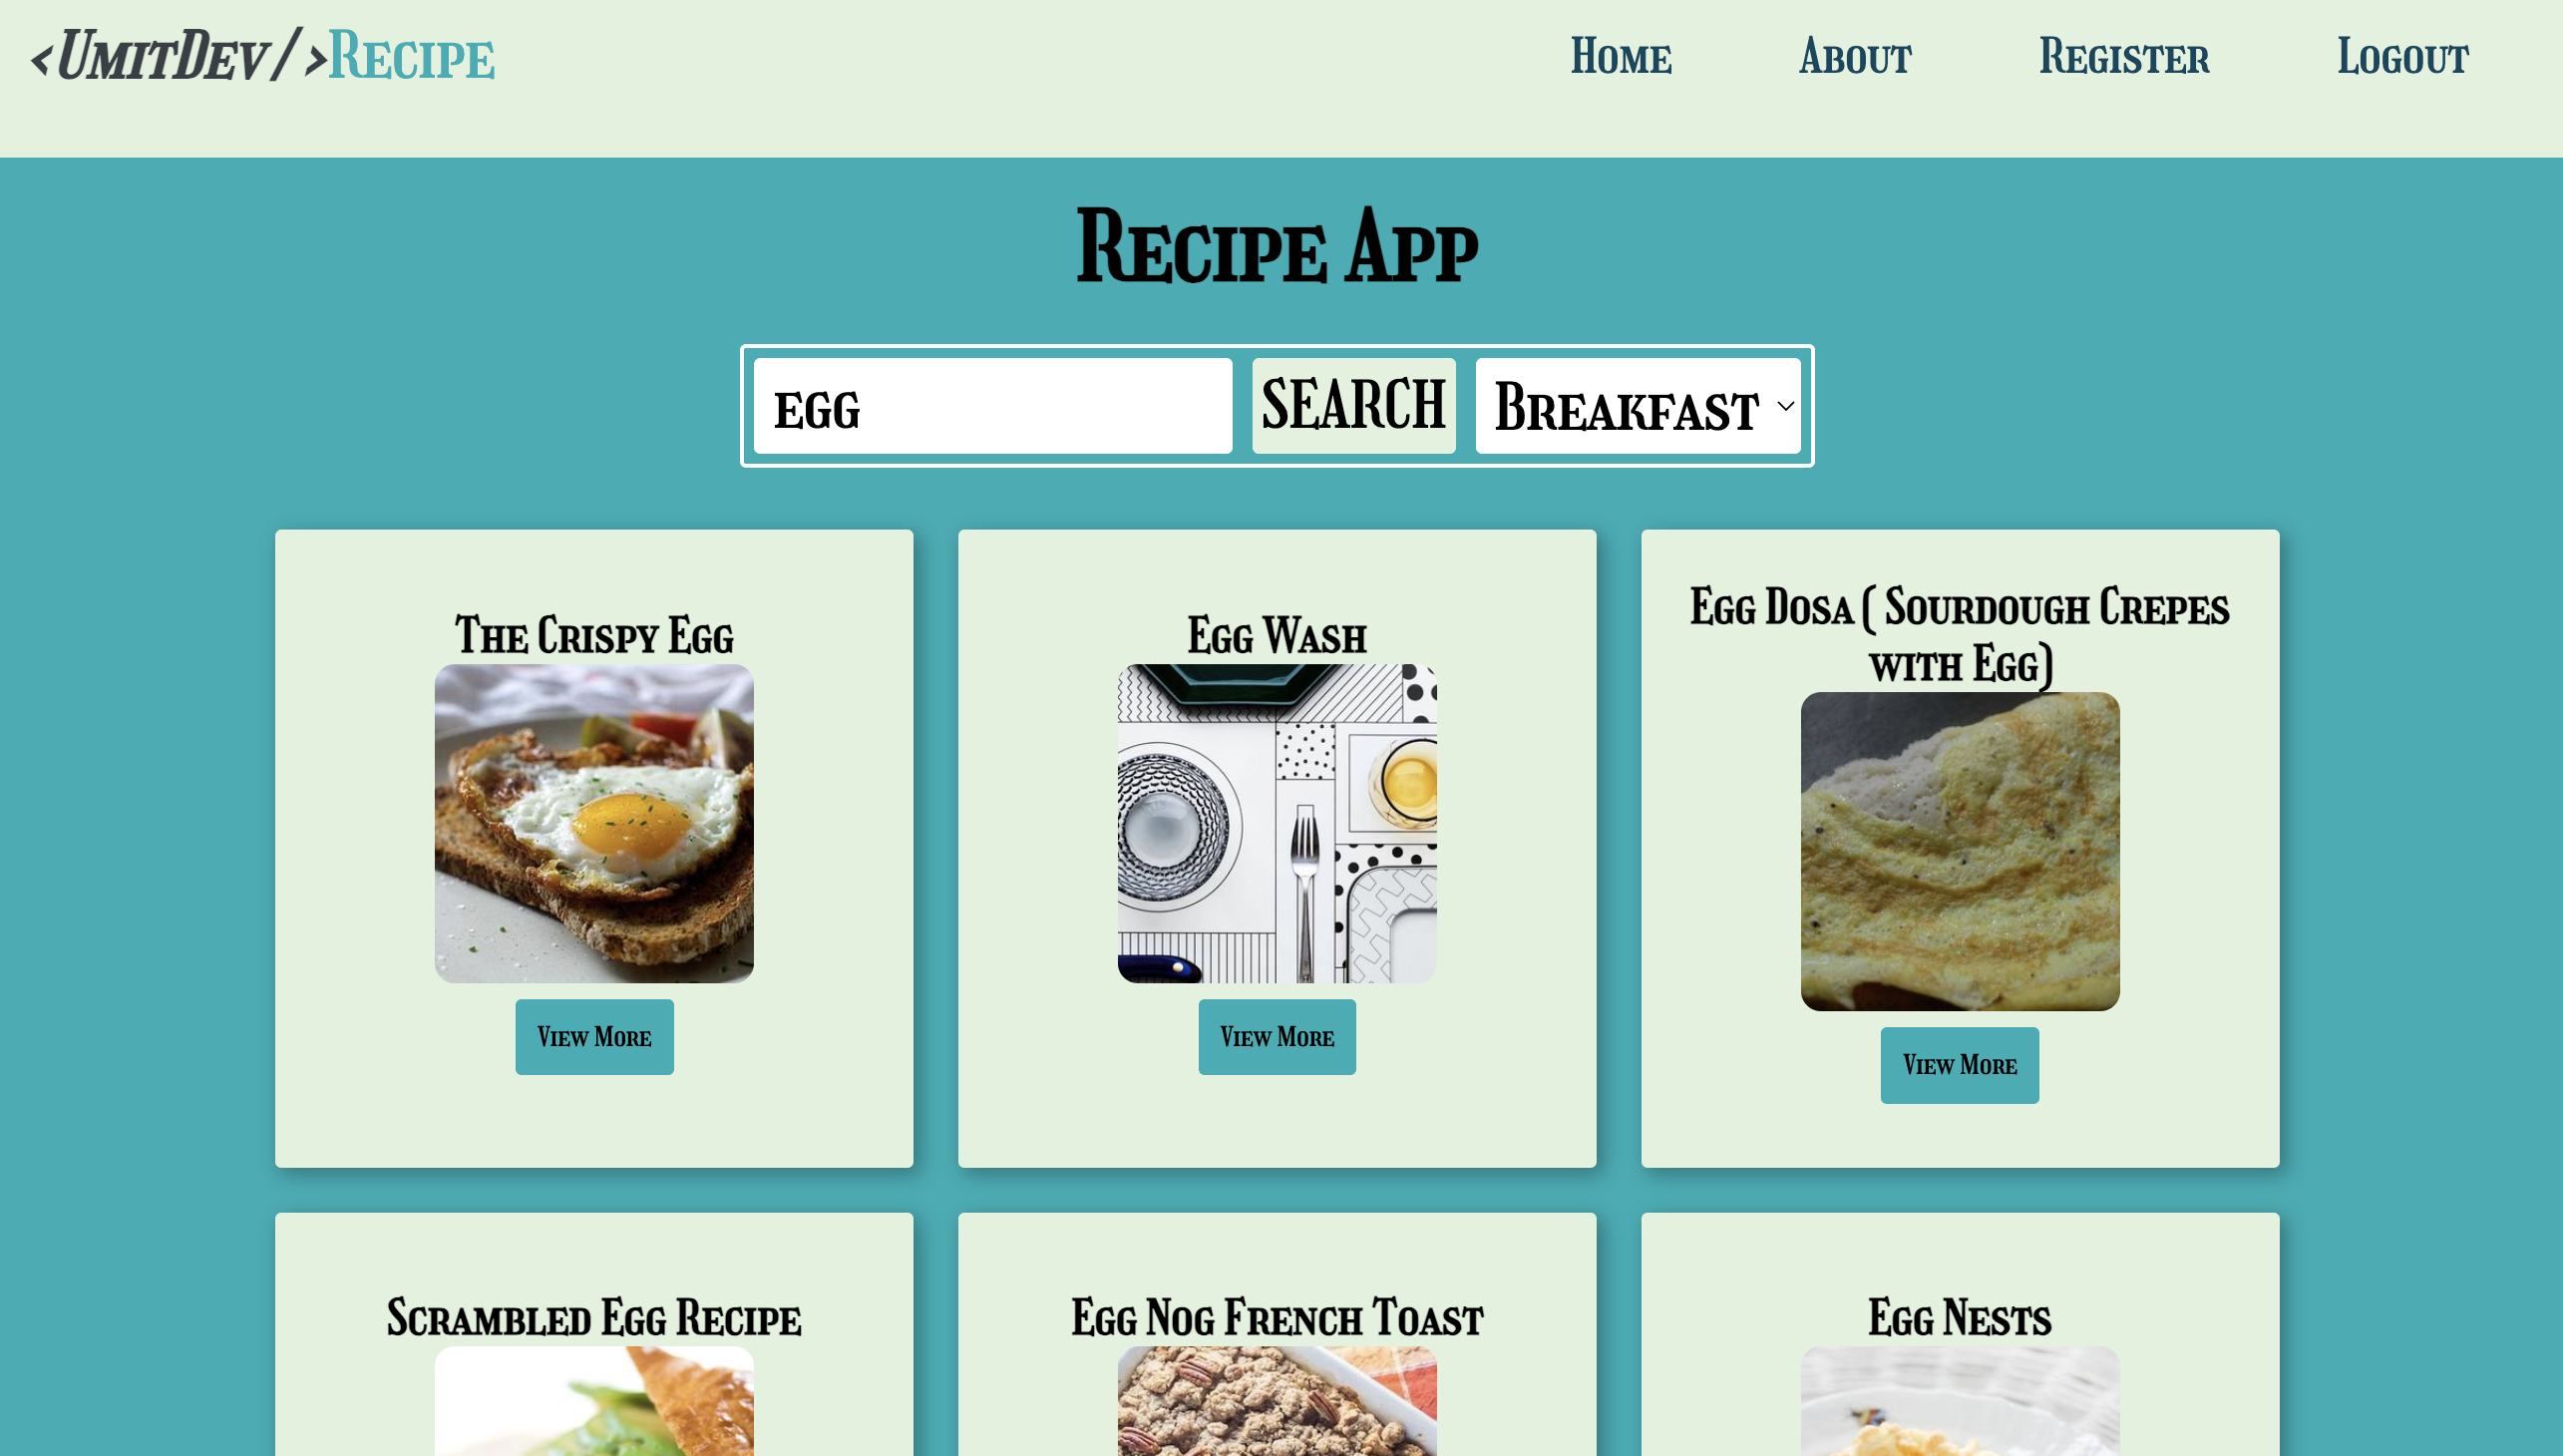 <UmitDev/>Recipe
Home
About
Register
Logout
Recipe App
egg
SEARCH
Breakfast
The Crispy Egg
Egg Wash
Egg Dosa ( Sourdough Crepes
with Egg)
View More
View More
View More
Scrambled Egg Recipe
Egg Nog French Toast
Egg Nests